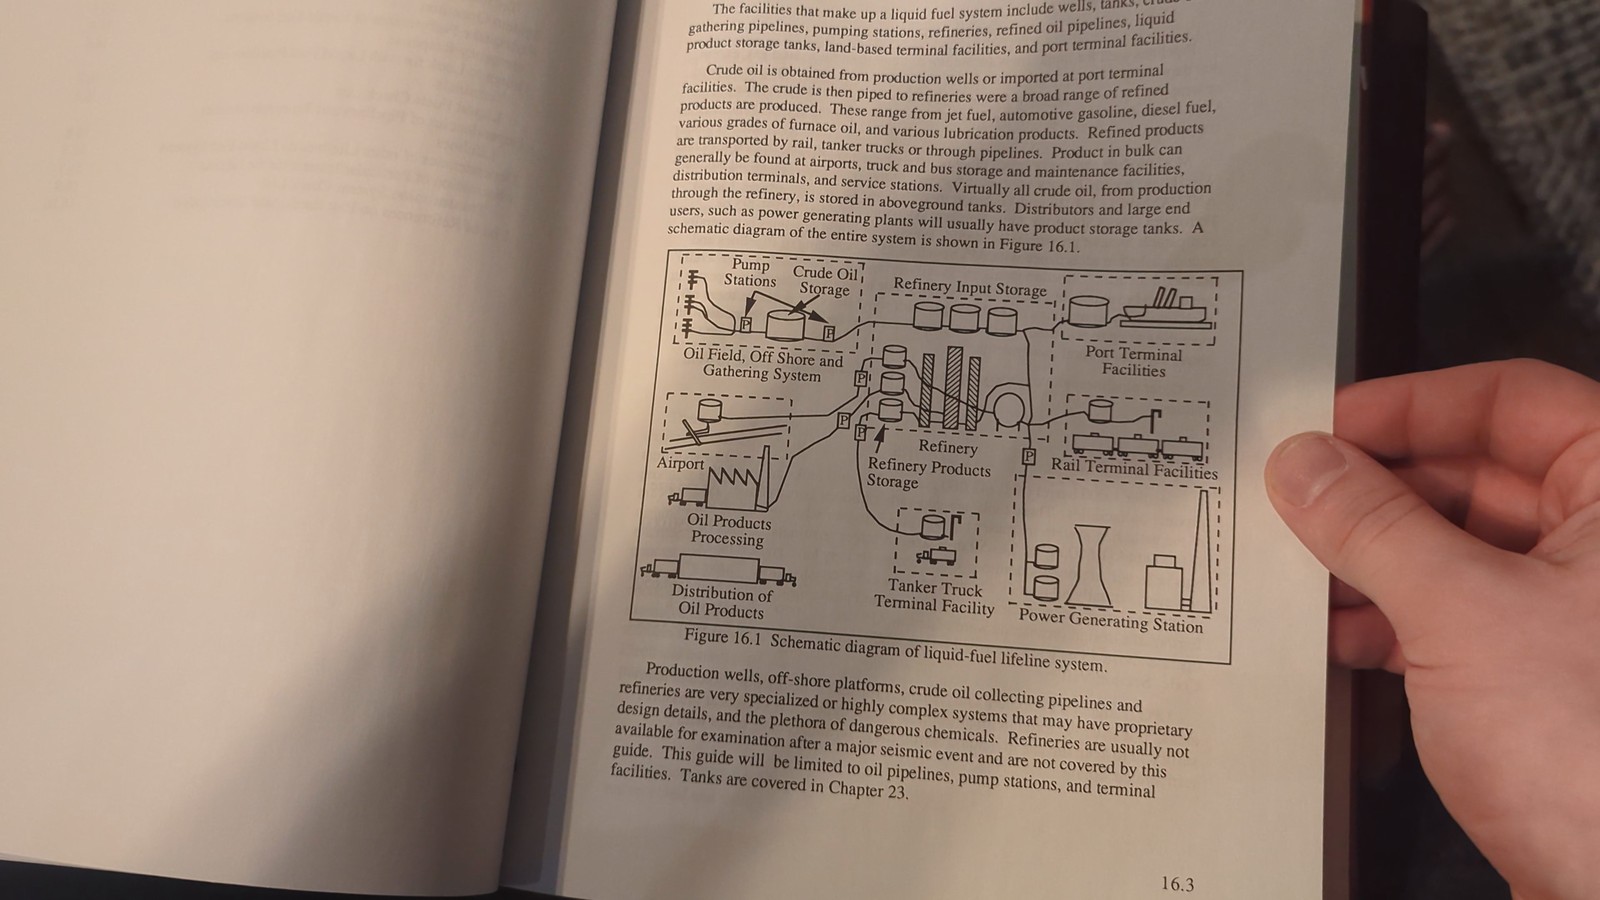 The facilities that make up a liquid fuel system include wells, tanks, crude
gathering pipelines, pumping stations, refineries, refined oil pipelines, liquid
product storage tanks, land-based terminal facilities, and port terminal facilities.
Crude oil is obtained from production wells or imported at port terminal
facilities. The crude is then piped to refineries were a broad range of refined
products are produced. These range from jet fuel, automotive gasoline, diesel fuel,
various grades of furnace oil, and various lubrication products. Refined products
are transported by rail, tanker trucks or through pipelines. Product in bulk can
generally be found at airports, truck and bus storage and maintenance facilities,
distribution terminals, and service stations. Virtually all crude oil, from production
through the refinery, is stored in aboveground tanks. Distributors and large end
users, such as power generating plants will usually have product storage tanks. A
schematic diagram of the entire system is shown in Figure 16.1.
Pump
Stations
Crude Oil
Storage
P
P
Oil Field, Off Shore and
Gathering System
Refinery Input Storage
Port Terminal
Facilities
P
P
P
Refinery
Refinery Products
Storage
P
Rail Terminal Facilities
Airport
Oil Products
Processing
Distribution of
Oil Products
Tanker Truck
Terminal Facility
Power Generating Station
Figure 16.1 Schematic diagram of liquid-fuel lifeline system.
Production wells, off-shore platforms, crude oil collecting pipelines and
refineries are very specialized or highly complex systems that may have proprietary
design details, and the plethora of dangerous chemicals. Refineries are usually not
available for examination after a major seismic event and are not covered by this
guide. This guide will be limited to oil pipelines, pump stations, and terminal
facilities. Tanks are covered in Chapter 23.
16.3